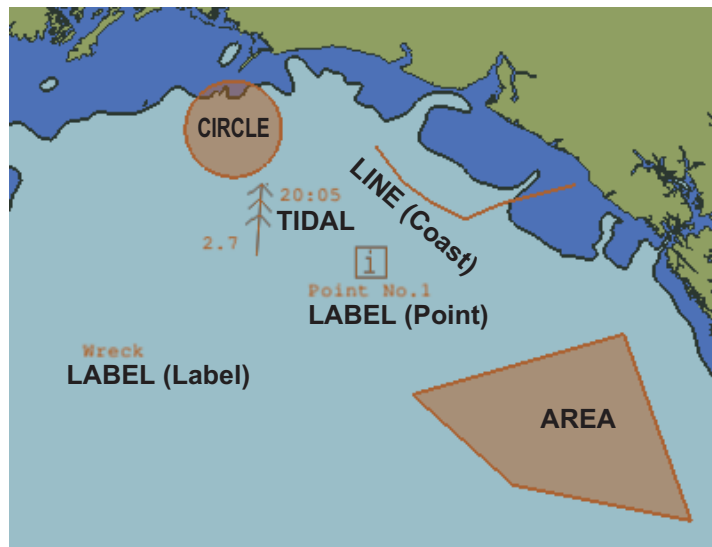 CIRCLE
LINE (Coast)
20:05
TIDAL
2.7
i
Point No.1
LABEL (Point)
Wreck
LABEL (Label)
AREA